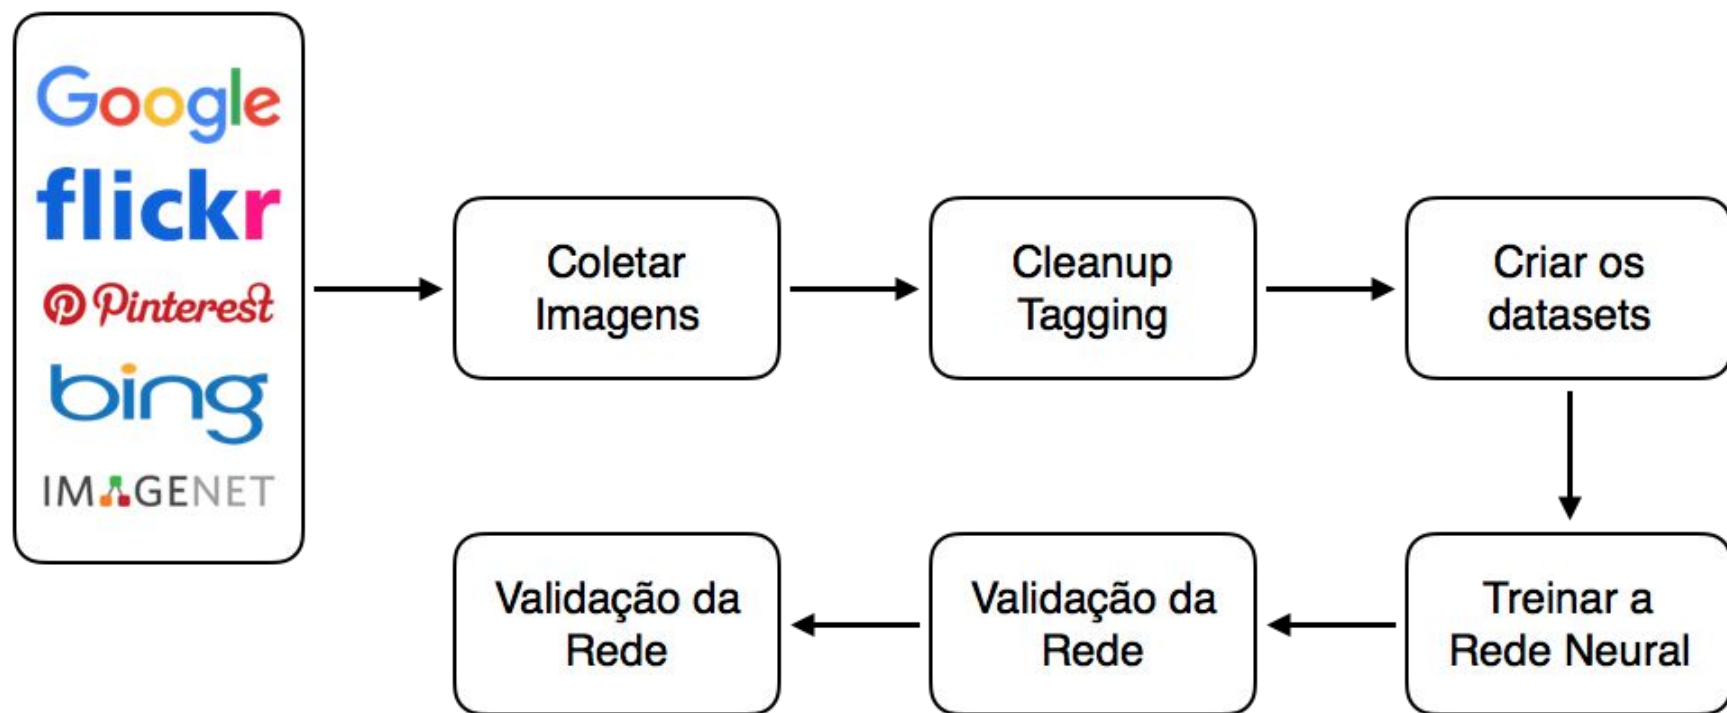 Google
flickr
Pinterest
bing
IMAGENET
Coletar
Imagens
Cleanup
Tagging
Criar os
datasets
Treinar a
Rede Neural
Validação da
Rede
Validação da
Rede